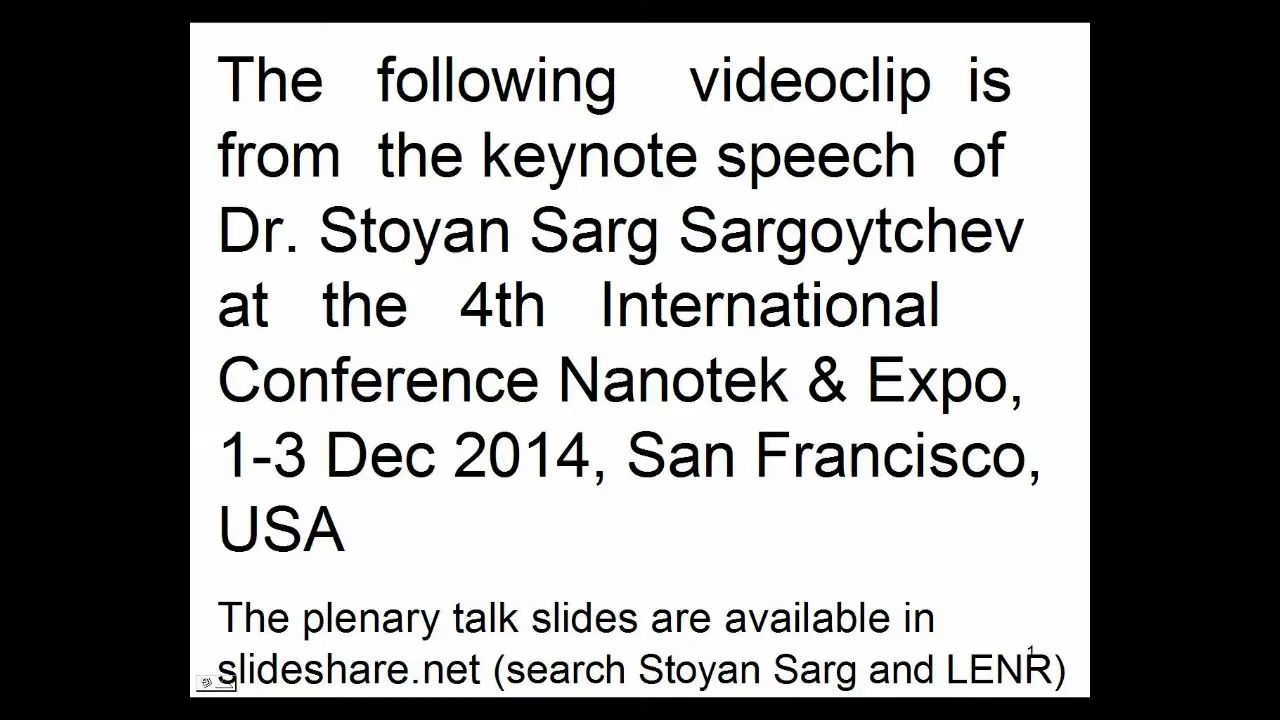 The following videoclip is
from the keynote speech of
Dr. Stoyan Sarg Sargoytchev
at the 4th International
Conference Nanotek & Expo,
1-3 Dec 2014, San Francisco,
USA
The plenary talk slides are available in
1
slideshare.net (search Stoyan Sarg and LENR)